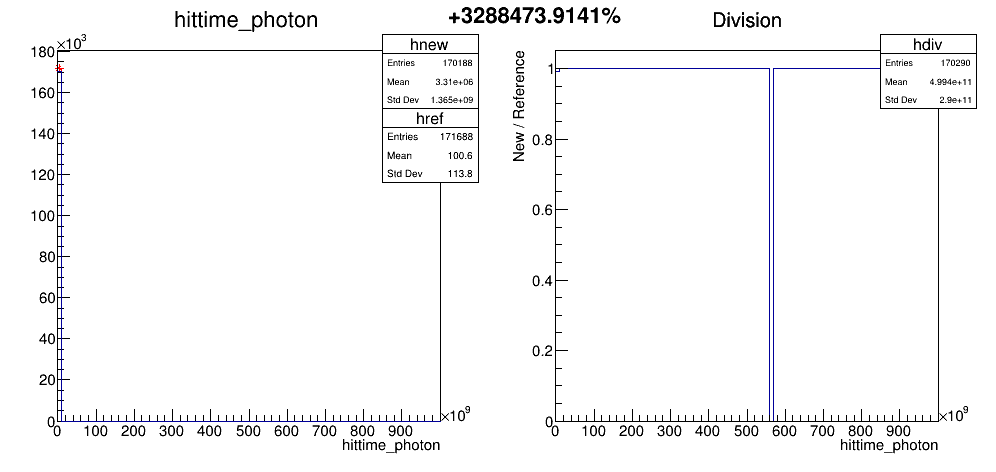 +3288473.9141%
hittime_photon
×10³
180
160
140
120
100
80
60
40
20
0
0 100 200 300 400 500 600 700 800 900
×10⁹
hittime_photon
hnew
Entries 170188
Mean 3.31e+06
Std Dev 1.365e+09
href
Entries 171688
Mean 100.6
Std Dev 113.8
Division
New / Reference
1
0.8
0.6
0.4
0.2
0
0 100 200 300 400 500 600 700 800 900
×10⁹
hittime_photon
hdiv
Entries 170290
Mean 4.994e+11
Std Dev 2.9e+11